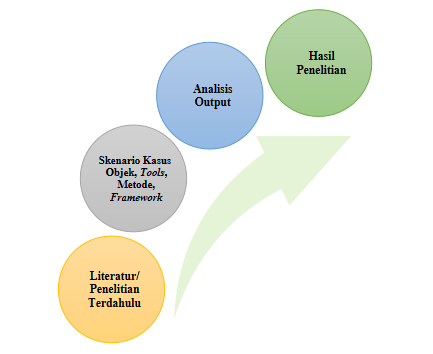 Hasil
Penelitian
Analisis
Output
Skenario Kasus
Objek, Tools,
Metode,
Framework
Literatur/
Penelitian
Terdahulu